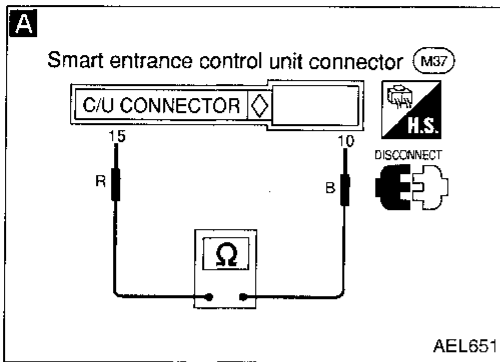 A
Smart entrance control unit connector M37
C/U CONNECTOR
H.S.
15
10
DISCONNECT
R
B
Ω
AEL651